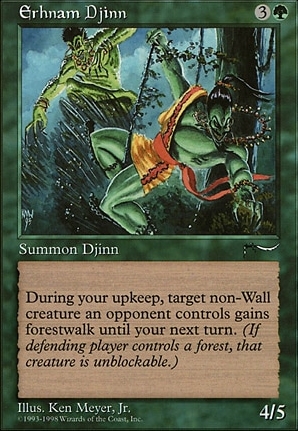 Erhnam Djinn 3
Summon Djinn
During your upkeep, target non-Wall
creature an opponent controls gains
forestwalk until your next turn. (If
defending player controls a forest, that
creature is unblockable.)
Illus. Ken Meyer, Jr.
©1993-1998 Wizards of the Coast, Inc.
4/5